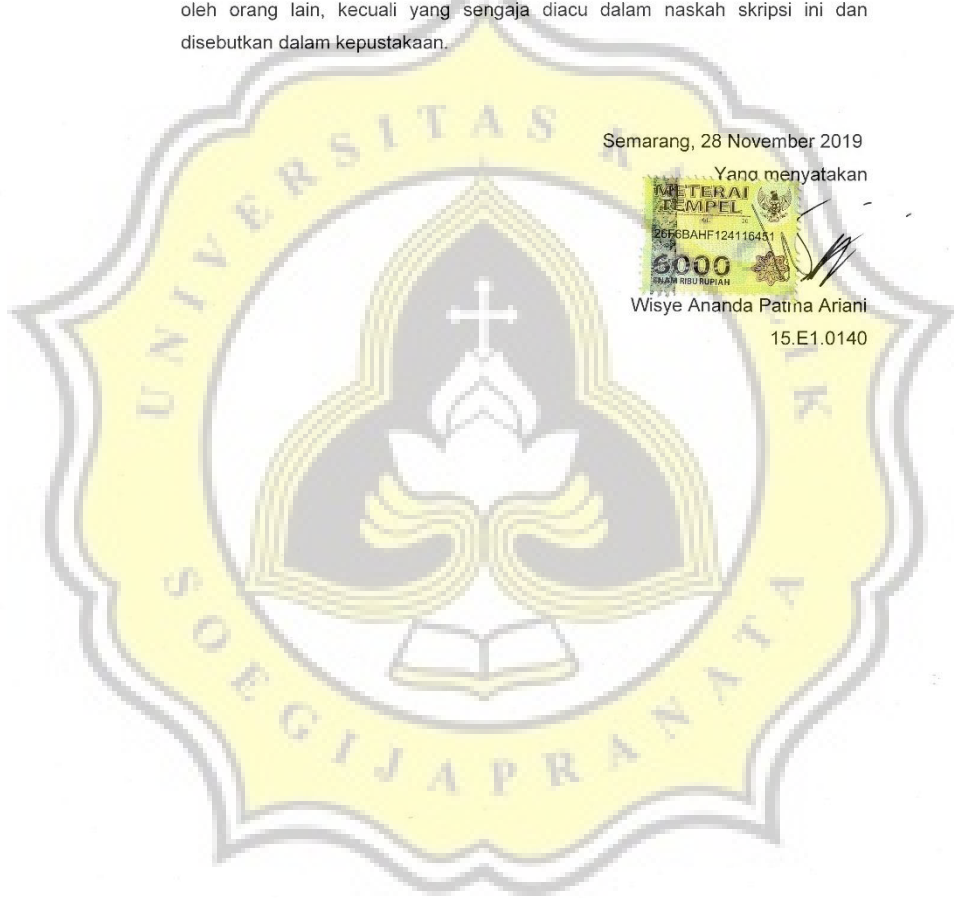 oleh orang lain, kecuali yang sengaja diacu dalam naskah skripsi ini dan
disebutkan dalam kepustakaan.
Semarang, 28 November 2019
Yang menyatakan
METERAI
TEMPEL
26F6BAHF124116451
6000
ENAM RIBU RUPIAH
Wisye Ananda Patma Ariani
15.E1.0140
UNIVERSITAS
SOEGIJAPRANATA